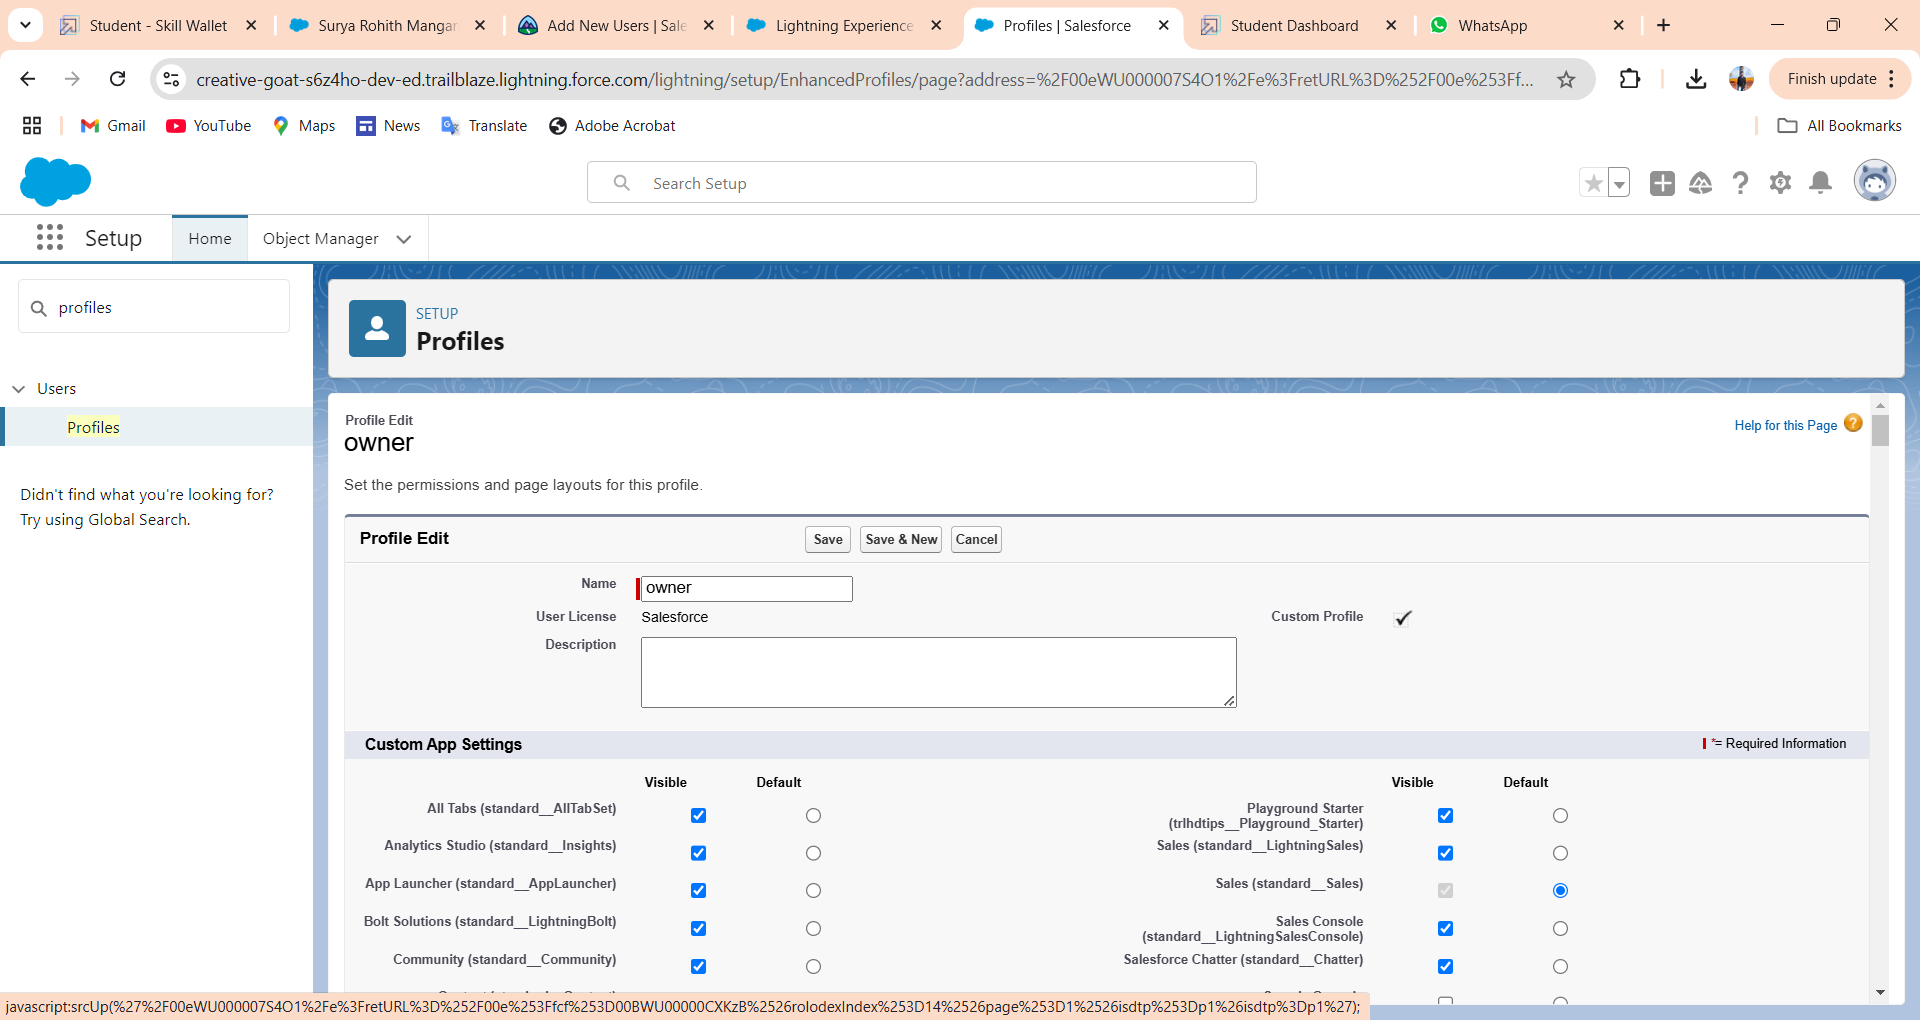 Student - Skill Wallet
Surya Rohith Mangar
Add New Users | Sale
Lightning Experience
Profiles | Salesforce
Student Dashboard
WhatsApp
creative-goat-s6z4ho-dev-ed.trailblaze.lightning.force.com/lightning/setup/EnhancedProfiles/page?address=%2F00eWU000007S4O1%2Fe%3FretURL%3D%252F00e%253Ff...
Finish update
Gmail
YouTube
Maps
News
Translate
Adobe Acrobat
All Bookmarks
Search Setup
Setup
Home
Object Manager
profiles
Users
Profiles
Didn't find what you're looking for?
Try using Global Search.
SETUP
Profiles
Profile Edit
owner
Help for this Page
Set the permissions and page layouts for this profile.
Profile Edit
Save
Save & New
Cancel
Name
owner
User License
Salesforce
Custom Profile
Description
Custom App Settings
*= Required Information
Visible
Default
Visible
Default
All Tabs (standard__AllTabSet)
Playground Starter
(trlhdtips__Playground_Starter)
Analytics Studio (standard__Insights)
Sales (standard__LightningSales)
App Launcher (standard__AppLauncher)
Sales (standard__Sales)
Bolt Solutions (standard__LightningBolt)
Sales Console
(standard__LightningSalesConsole)
Community (standard__Community)
Salesforce Chatter (standard__Chatter)
javascript:srcUp(%27%2F00eWU000007S4O1%2Fe%3FretURL%3D%252F00e%253Ffcf%253D00BWU00000CXKzB%2526rolodexIndex%253D14%2526page%253D1%2526isdtp%253Dp1%26isdtp%3Dp1%27);